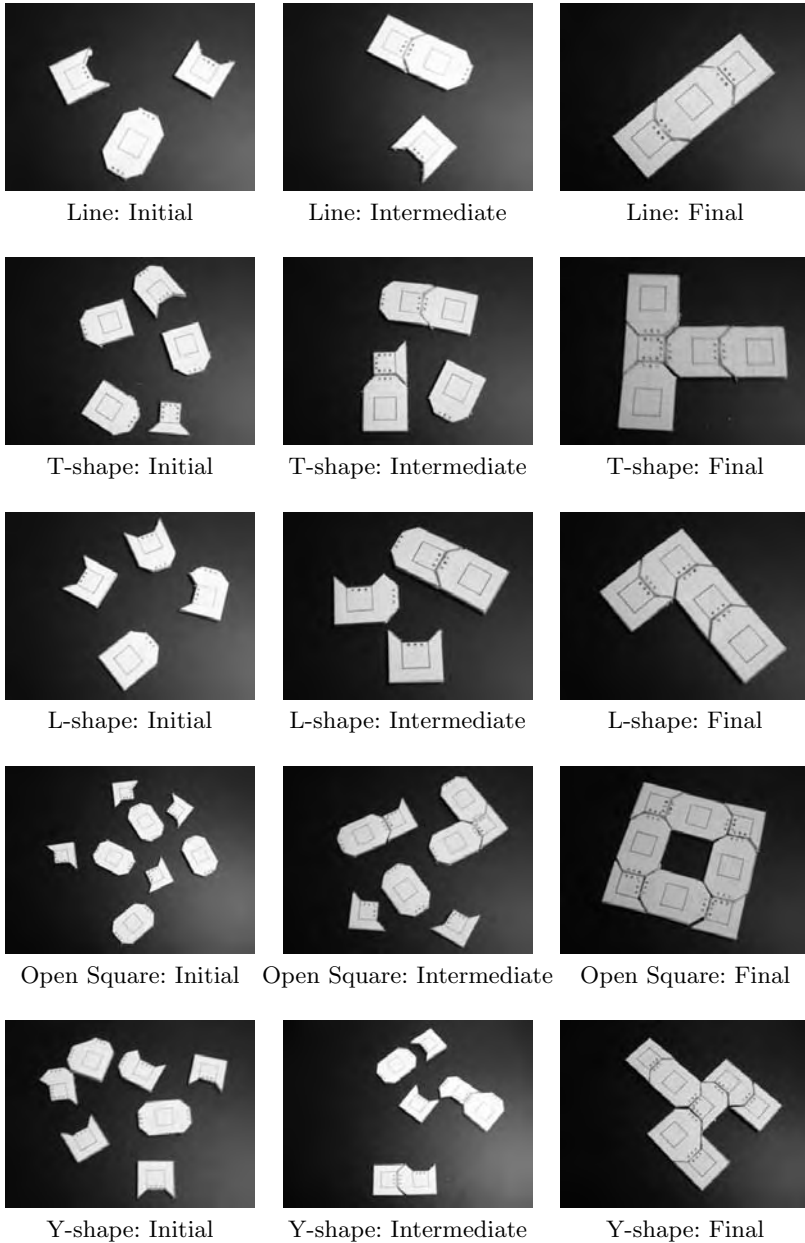 Line: Initial Line: Intermediate Line: Final
T-shape: Initial T-shape: Intermediate T-shape: Final
L-shape: Initial L-shape: Intermediate L-shape: Final
Open Square: Initial Open Square: Intermediate Open Square: Final
Y-shape: Initial Y-shape: Intermediate Y-shape: Final